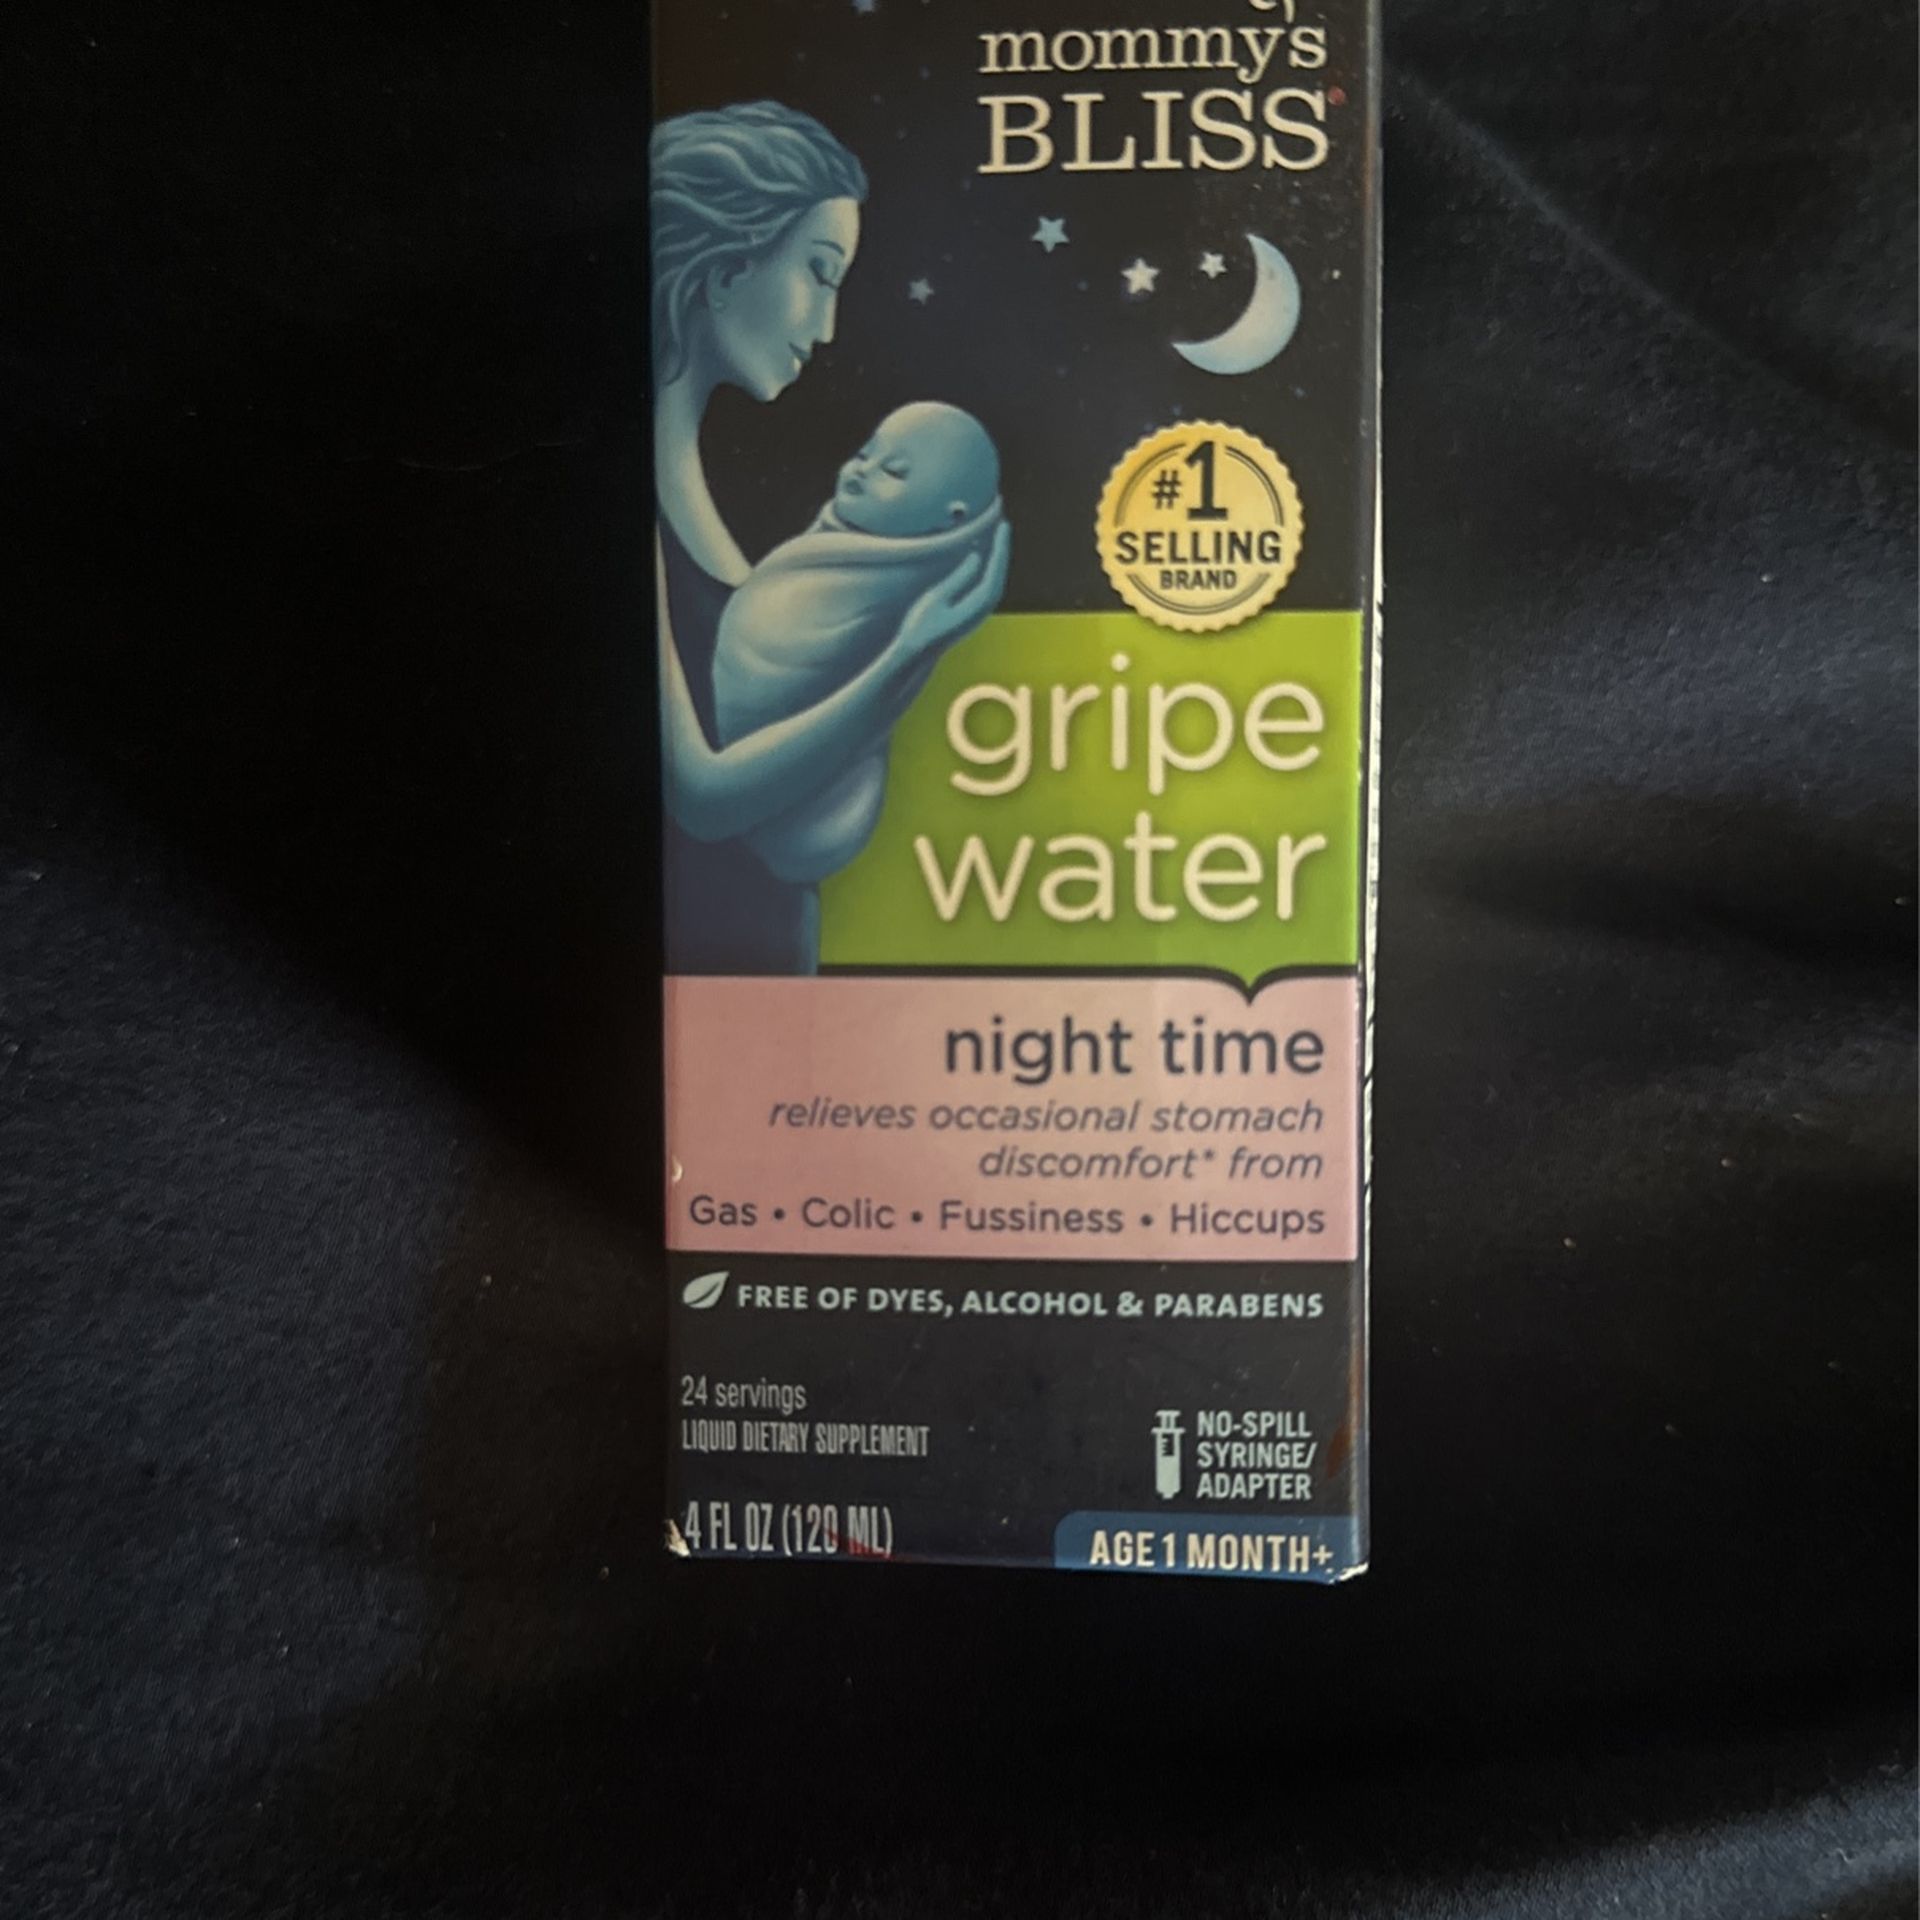 mommy's
BLISS
#1
SELLING
BRAND
gripe
water
night time
relieves occasional stomach
discomfort* from
Gas • Colic • Fussiness • Hiccups
FREE OF DYES, ALCOHOL & PARABENS
24 servings
LIQUID DIETARY SUPPLEMENT
NO-SPILL
SYRINGE/
ADAPTER
4 FL OZ (120 ML)
AGE 1 MONTH+